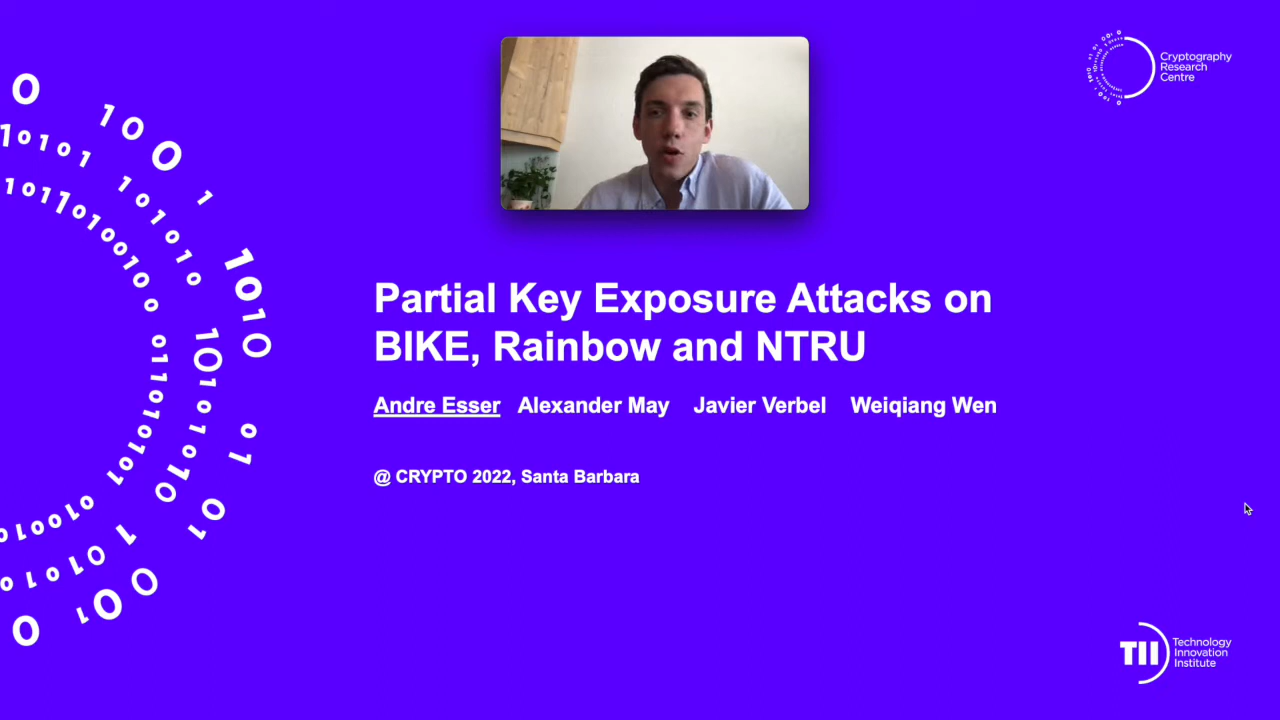 Cryptography
Research
Centre
Partial Key Exposure Attacks on
BIKE, Rainbow and NTRU
Andre Esser Alexander May Javier Verbel Weiqiang Wen
@ CRYPTO 2022, Santa Barbara
TII
Technology
Innovation
Institute